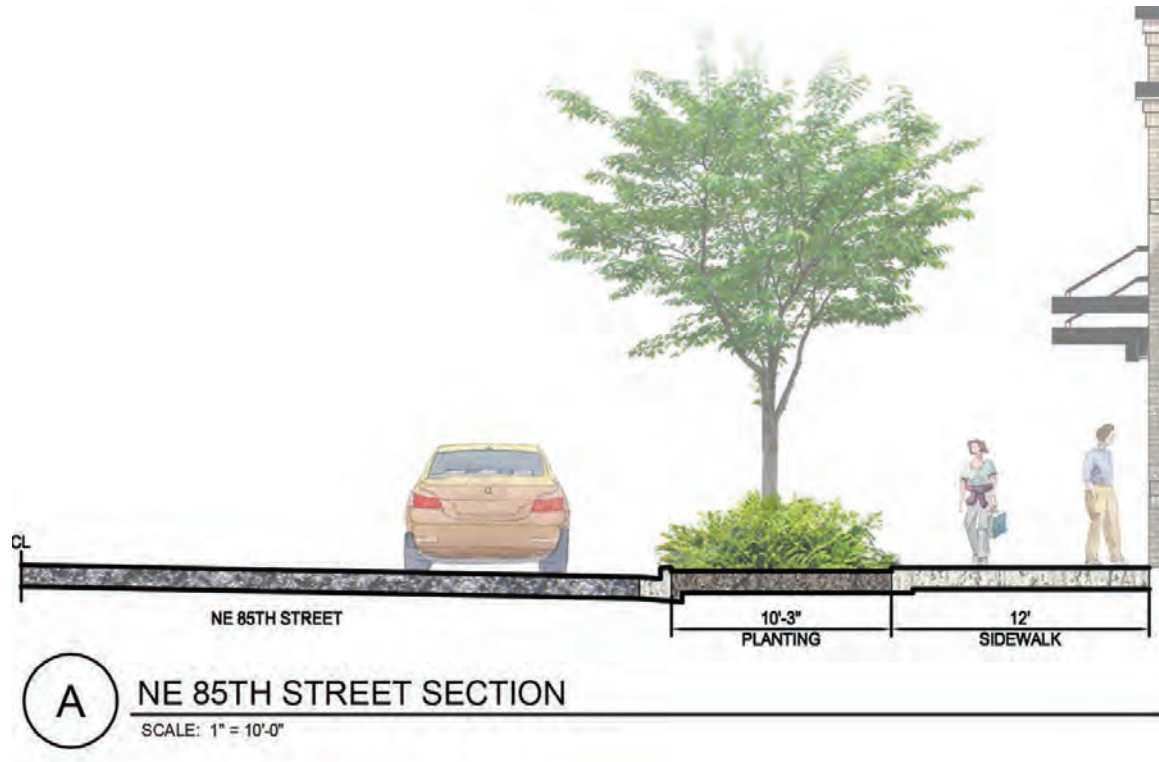 CL
NE 85TH STREET
10'-3"
PLANTING
12'
SIDEWALK
A
NE 85TH STREET SECTION
SCALE: 1" = 10'-0"